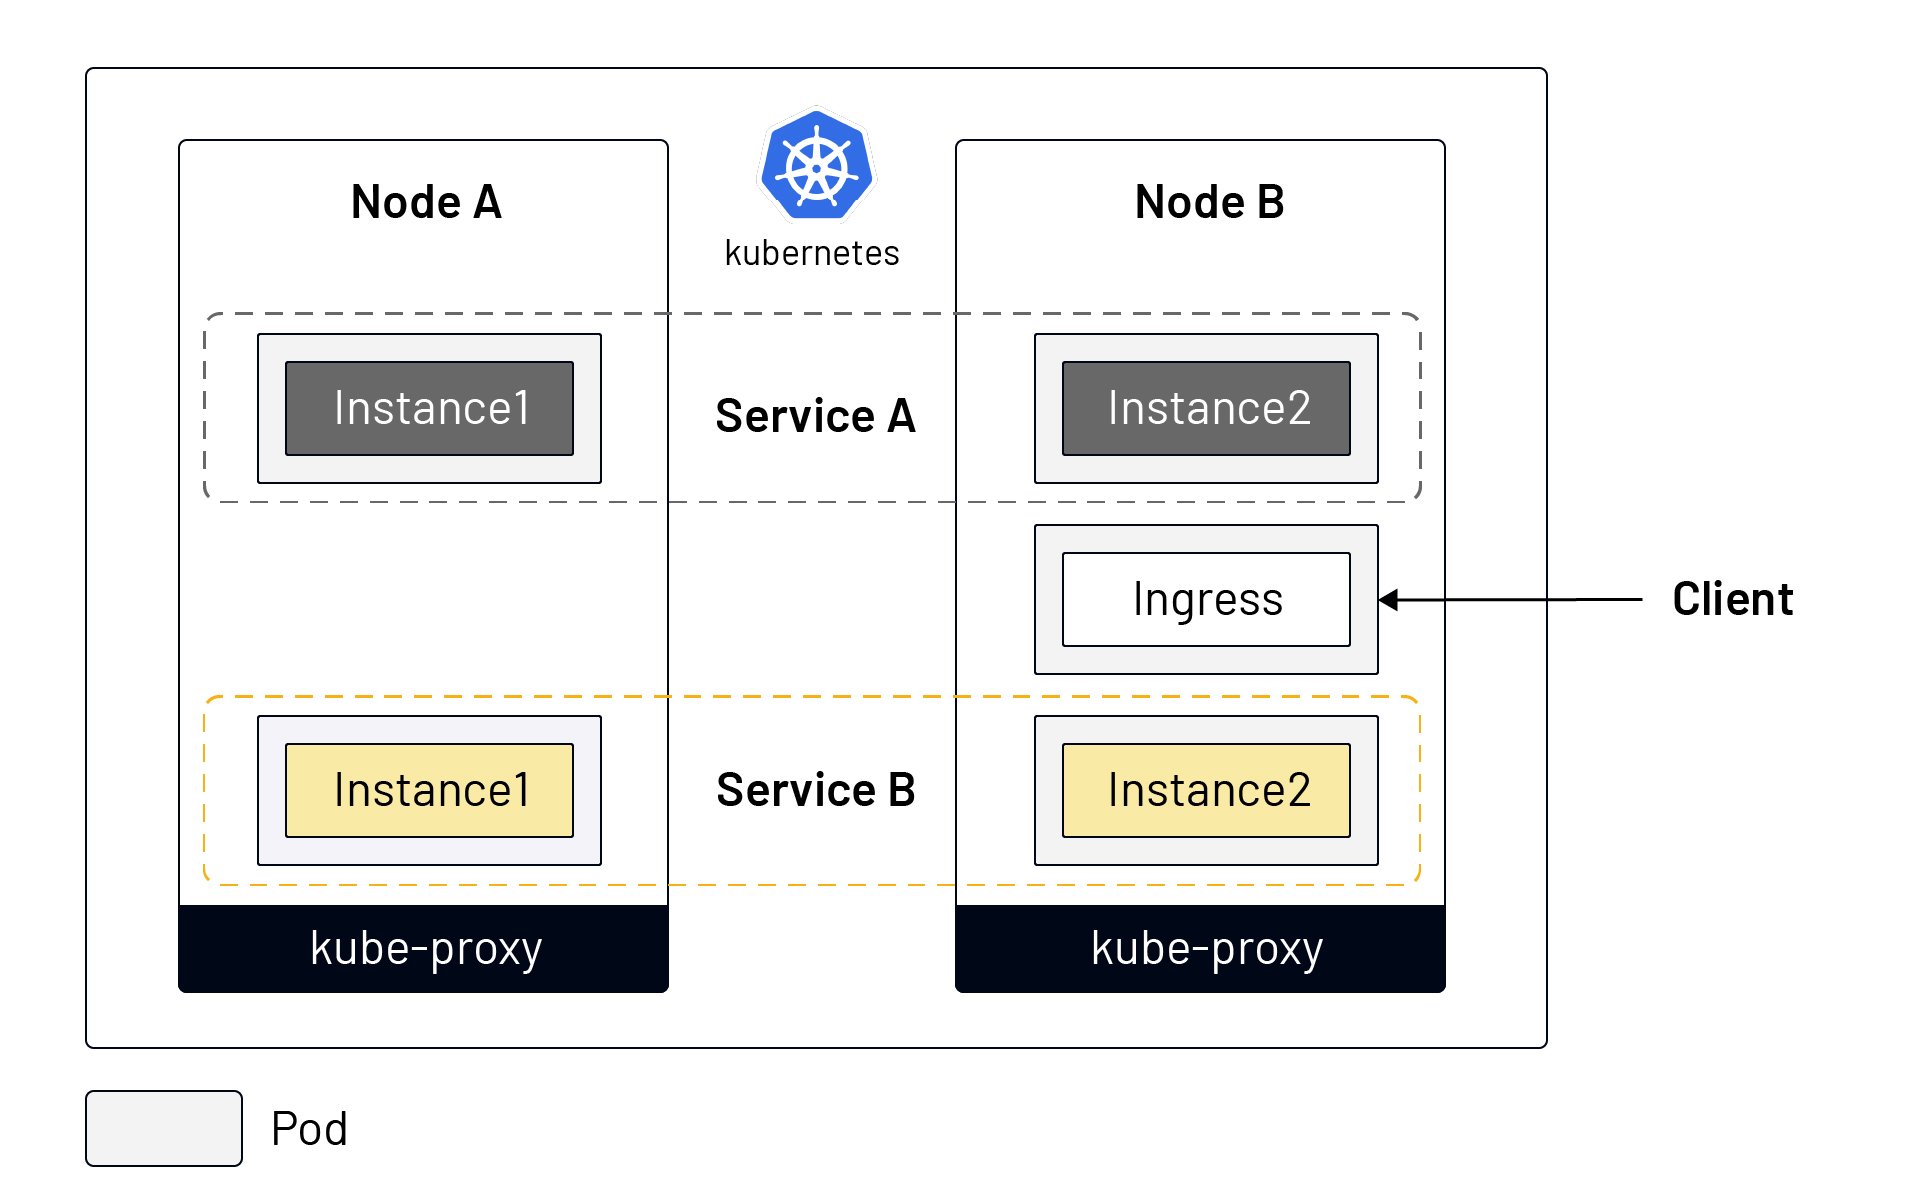 kubernetes
Node A
Node B
Instance1
Service A
Instance2
Ingress
Client
Instance1
Service B
Instance2
kube-proxy
kube-proxy
Pod